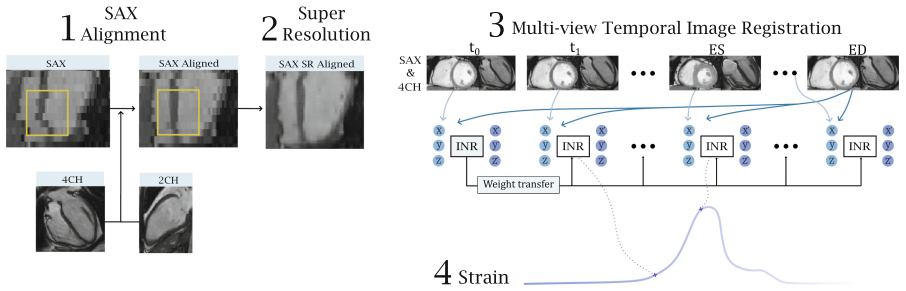 1 SAX
Alignment
SAX
SAX Aligned
4CH
2CH
2 Super
Resolution
SAX SR Aligned
3 Multi-view Temporal Image Registration
t0 t1 ES ED
SAX
&
4CH
•••
•••
x x x x x x x x
y INR y y INR y ••• y INR y ••• y INR y
z z z z z z z z
Weight transfer
4 Strain